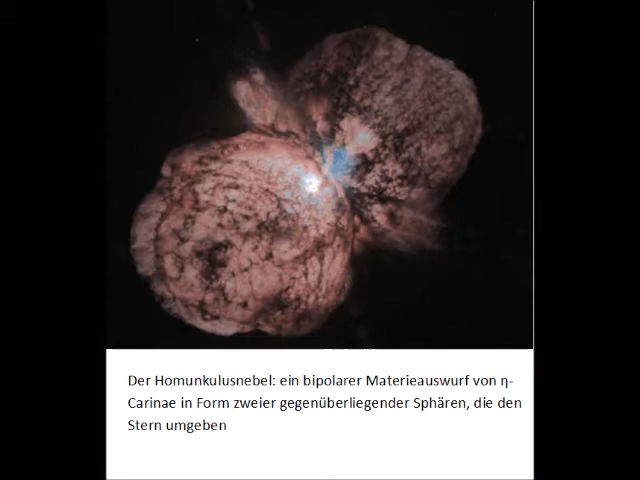 Der Homunkulusnebel: ein bipolarer Materieauswurf von η-
Carinae in Form zweier gegenüberliegender Sphären, die den
Stern umgeben